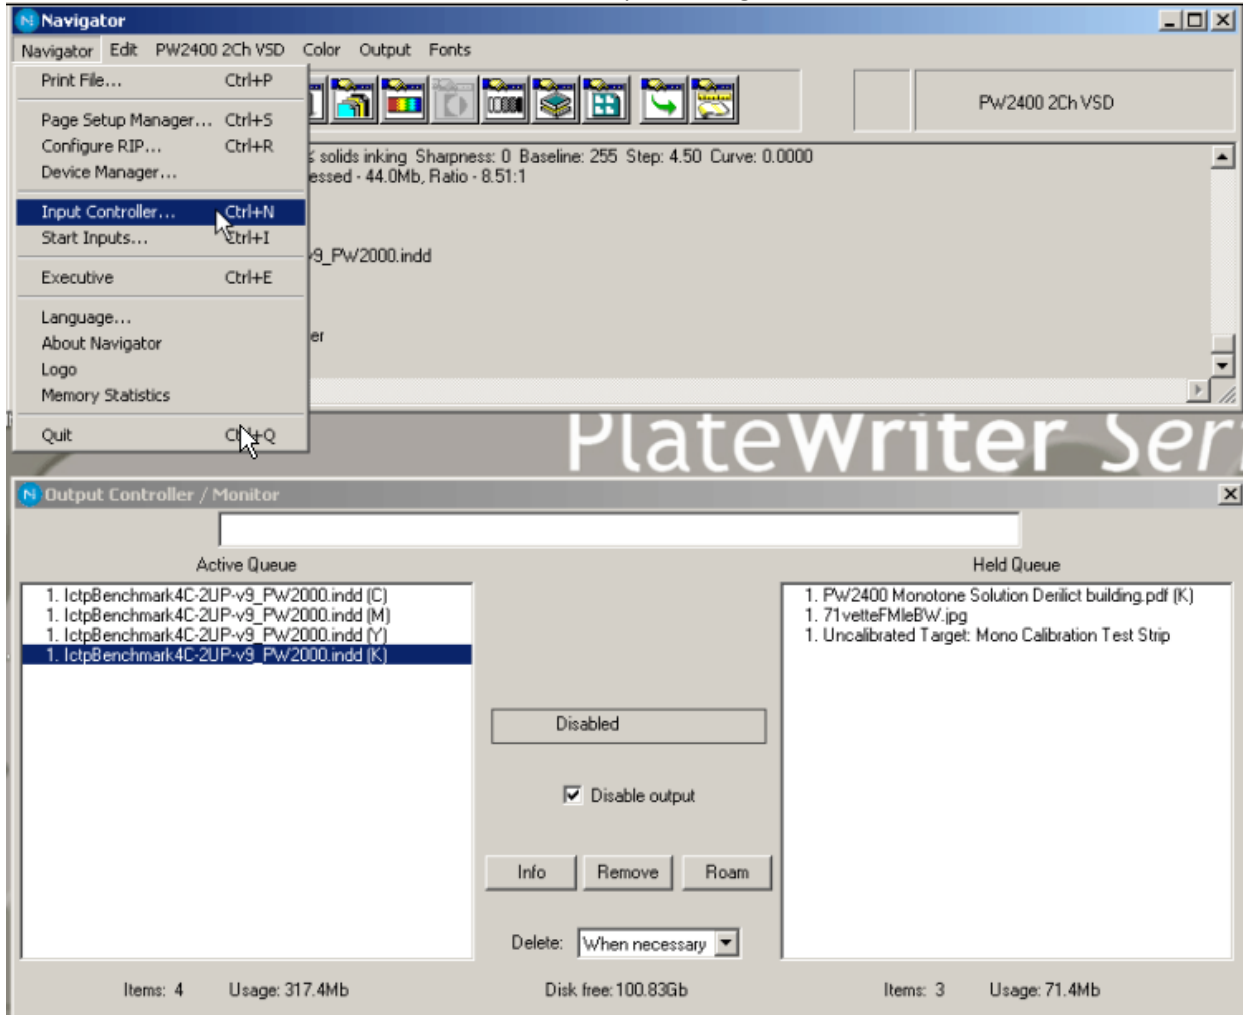 Navigator
Navigator Edit PW2400 2Ch VSD Color Output Fonts
Print File... Ctrl+P
Page Setup Manager... Ctrl+S
Configure RIP... Ctrl+R
Device Manager...
Input Controller... Ctrl+N
Start Inputs... Ctrl+I
Executive Ctrl+E
Language...
About Navigator
Logo
Memory Statistics
Quit Ctrl+Q
PW2400 2Ch VSD
% solids inking Sharpness: 0 Baseline: 255 Step: 4.50 Curve: 0.0000
essed - 44.0Mb, Ratio - 8.51:1
v9_PW2000.indd
er
PlateWriter Ser
Output Controller / Monitor
Active Queue
1. IctpBenchmark4C-2UP-v9_PW2000.indd (C)
1. IctpBenchmark4C-2UP-v9_PW2000.indd (M)
1. IctpBenchmark4C-2UP-v9_PW2000.indd (Y)
1. IctpBenchmark4C-2UP-v9_PW2000.indd (K)
Disabled
Disable output
Info Remove Roam
Delete: When necessary
Held Queue
1. PW2400 Monotone Solution Derilict building.pdf (K)
1. 71vetteFMleBW.jpg
1. Uncalibrated Target: Mono Calibration Test Strip
Items: 4 Usage: 317.4Mb Disk free: 100.83Gb Items: 3 Usage: 71.4Mb